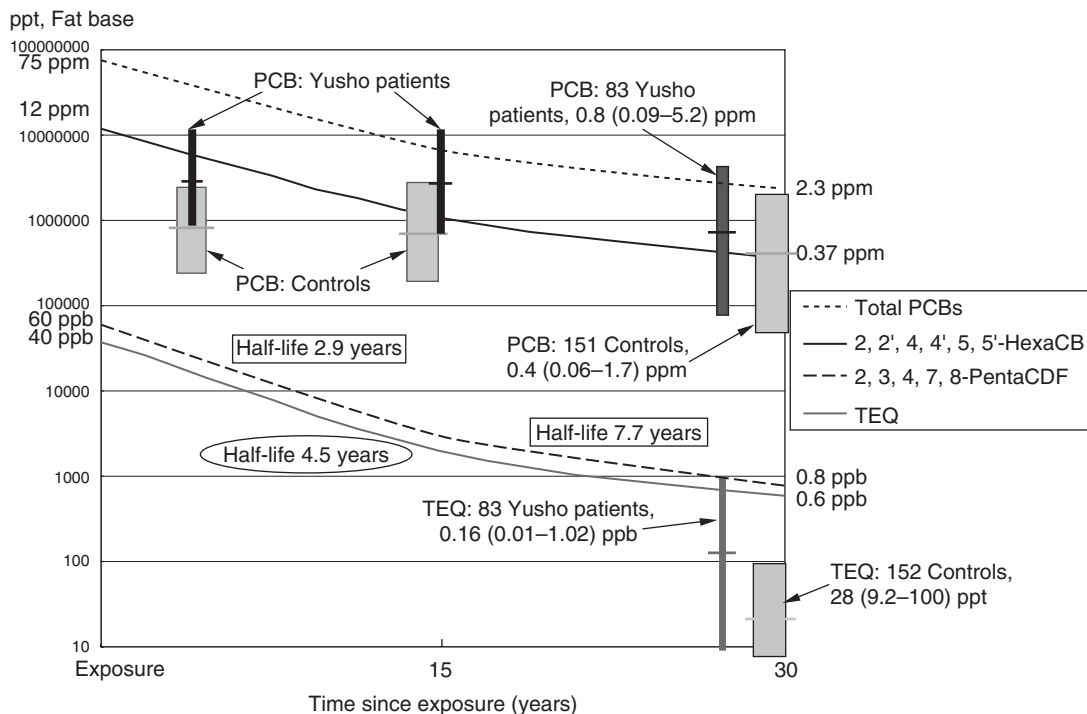 ppt, Fat base
100000000
75 ppm
12 ppm
10000000
1000000
100000
60 ppb
40 ppb
10000
1000
100
10
PCB: Yusho patients
PCB: 83 Yusho
patients, 0.8 (0.09–5.2) ppm
2.3 ppm
0.37 ppm
PCB: Controls
PCB: 151 Controls,
0.4 (0.06–1.7) ppm
Half-life 2.9 years
Half-life 7.7 years
Half-life 4.5 years
0.8 ppb
0.6 ppb
TEQ: 83 Yusho patients,
0.16 (0.01–1.02) ppb
TEQ: 152 Controls,
28 (9.2–100) ppt
Total PCBs
2, 2', 4, 4', 5, 5'-HexaCB
2, 3, 4, 7, 8-PentaCDF
TEQ
Exposure
15
30
Time since exposure (years)